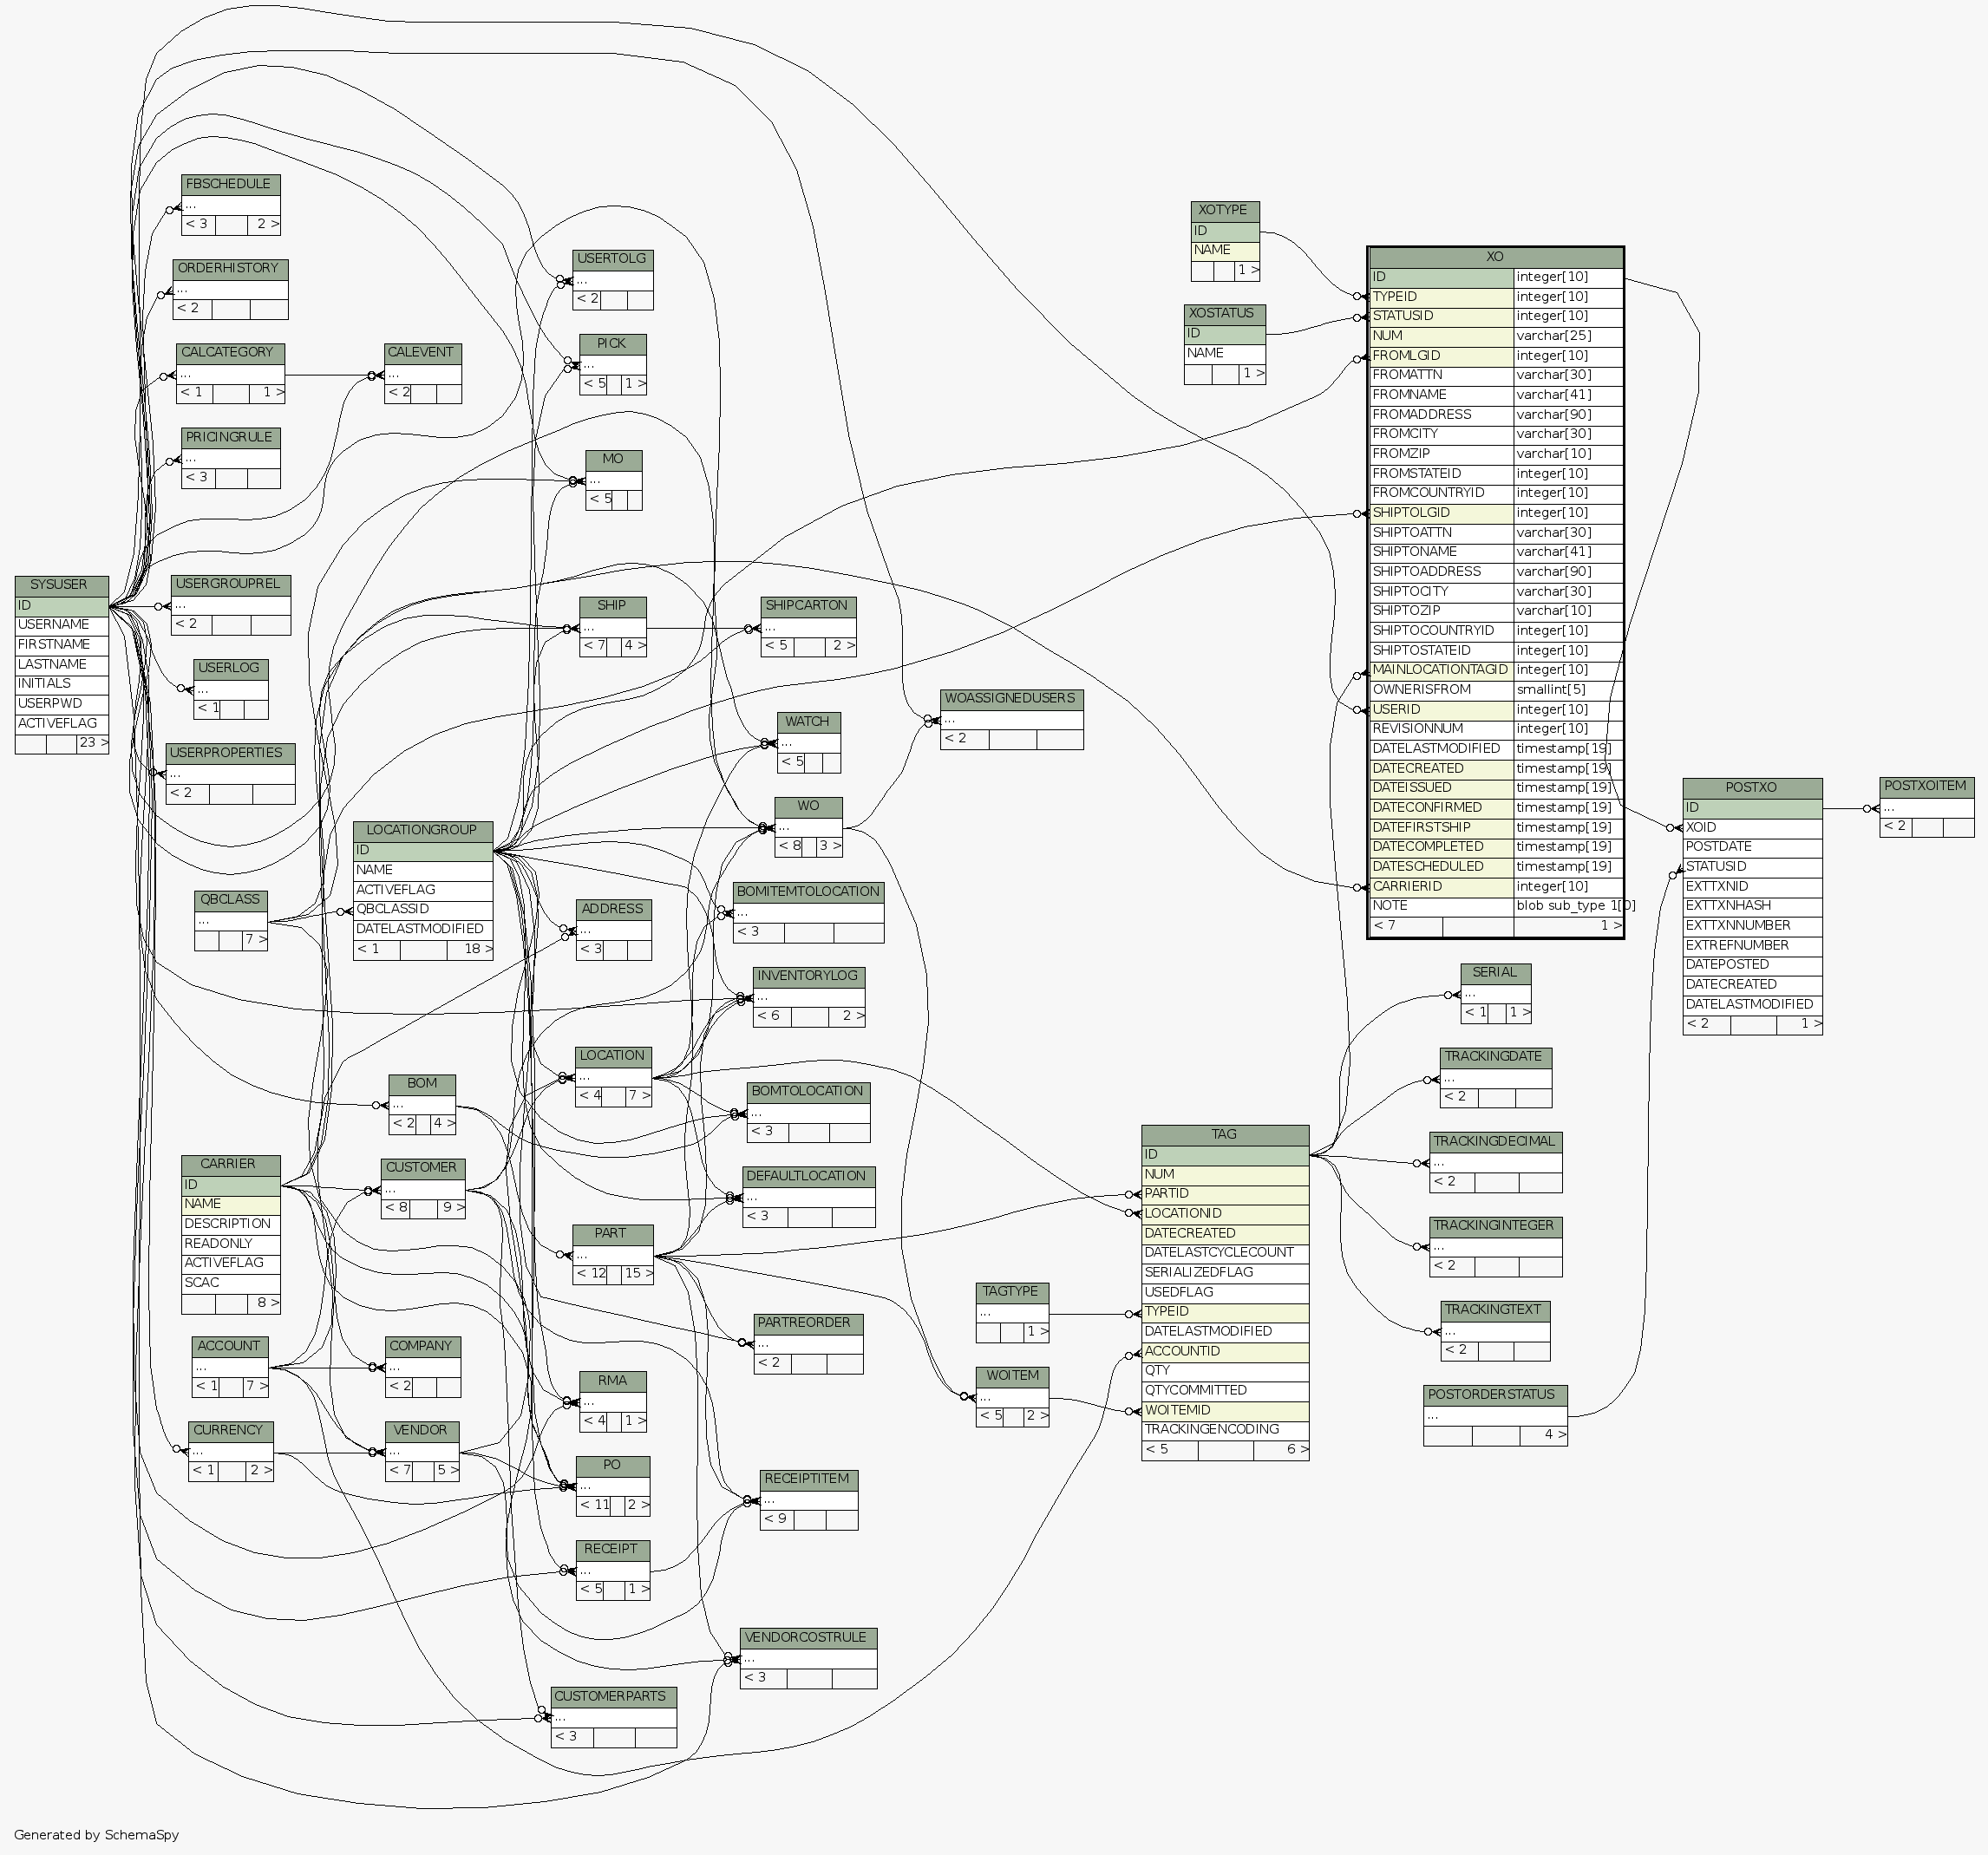 FBSCHEDULE
...
< 3 2 >
ORDERHISTORY
...
< 2
CALCATEGORY
...
< 1 1 >
CALEVENT
...
< 2
PRICINGRULE
...
< 3
USERTOLG
...
< 2
PICK
...
< 5 1 >
MO
...
< 5
SYSUSER
ID
USERNAME
FIRSTNAME
LASTNAME
INITIALS
USERPWD
ACTIVEFLAG
23 >
USERGROUPREL
...
< 2
USERLOG
...
< 1
USERPROPERTIES
...
< 2
SHIP
...
< 7 4 >
SHIPCARTON
...
< 5 2 >
WATCH
...
< 5
WOASSIGNEDUSERS
...
< 2
WO
...
< 8 3 >
QBCLASS
...
7 >
LOCATIONGROUP
ID
NAME
ACTIVEFLAG
QBCLASSID
DATELASTMODIFIED
< 1 18 >
ADDRESS
...
< 3
BOMITEMTOLOCATION
...
< 3
INVENTORYLOG
...
< 6 2 >
LOCATION
...
< 4 7 >
BOM
...
< 2 4 >
BOMTOLOCATION
...
< 3
CARRIER
ID
NAME
DESCRIPTION
READONLY
ACTIVEFLAG
SCAC
8 >
CUSTOMER
...
< 8 9 >
DEFAULTLOCATION
...
< 3
PART
...
< 12 15 >
PARTREORDER
...
< 2
ACCOUNT
...
< 1 7 >
COMPANY
...
< 2
RMA
...
< 4 1 >
CURRENCY
...
< 1 2 >
VENDOR
...
< 7 5 >
PO
...
< 11 2 >
RECEIPTITEM
...
< 9
RECEIPT
...
< 5 1 >
VENDORCOSTRULE
...
< 3
CUSTOMERPARTS
...
< 3
XOTYPE
ID
NAME
1 >
XOSTATUS
ID
NAME
1 >
XO
ID integer[10]
TYPEID integer[10]
STATUSID integer[10]
NUM varchar[25]
FROMLGID integer[10]
FROMATTN varchar[30]
FROMNAME varchar[41]
FROMADDRESS varchar[90]
FROMCITY varchar[30]
FROMZIP varchar[10]
FROMSTATEID integer[10]
FROMCOUNTRYID integer[10]
SHIPTOLGID integer[10]
SHIPTOATTN varchar[30]
SHIPTONAME varchar[41]
SHIPTOADDRESS varchar[90]
SHIPTOCITY varchar[30]
SHIPTOZIP varchar[10]
SHIPTOCOUNTRYID integer[10]
SHIPTOSTATEID integer[10]
MAINLOCATIONTAGID integer[10]
OWNERISFROM smallint[5]
USERID integer[10]
REVISIONNUM integer[10]
DATELASTMODIFIED timestamp[19]
DATECREATED timestamp[19]
DATEISSUED timestamp[19]
DATECONFIRMED timestamp[19]
DATEFIRSTSHIP timestamp[19]
DATECOMPLETED timestamp[19]
DATESCHEDULED timestamp[19]
CARRIERID integer[10]
NOTE blob sub_type 1[0]
< 7 1 >
POSTXO
ID
XOID
POSTDATE
STATUSID
EXTTXNID
EXTTXNHASH
EXTTXNNUMBER
EXTREFNUMBER
DATEPOSTED
DATECREATED
DATELASTMODIFIED
< 2 1 >
POSTXOITEM
...
< 2
SERIAL
...
< 1 1 >
TRACKINGDATE
...
< 2
TRACKINGDECIMAL
...
< 2
TRACKINGINTEGER
...
< 2
TRACKINGTEXT
...
< 2
POSTORDERSTATUS
...
4 >
TAG
ID
NUM
PARTID
LOCATIONID
DATECREATED
DATELASTCYCLECOUNT
SERIALIZEDFLAG
USEDFLAG
TYPEID
DATELASTMODIFIED
ACCOUNTID
QTY
QTYCOMMITTED
WOITEMID
TRACKINGENCODING
< 5 6 >
TAGTYPE
...
1 >
WOITEM
...
< 5 2 >
Generated by SchemaSpy